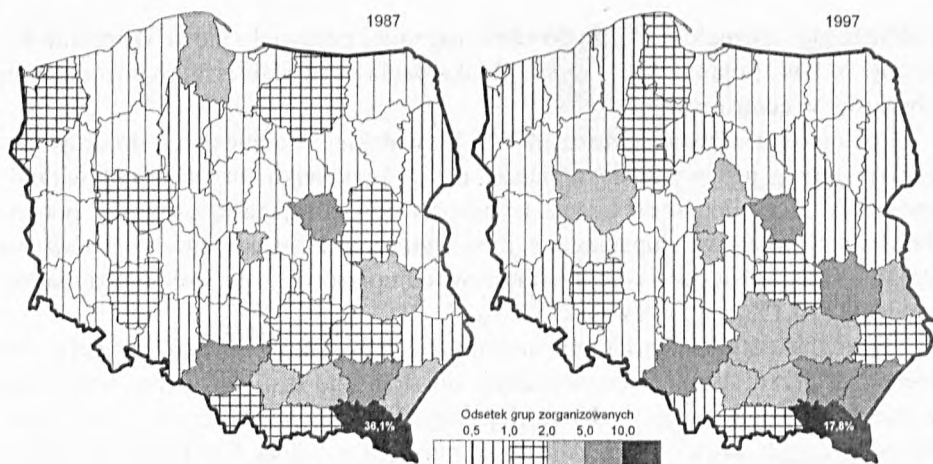 1987
1997
36,1%
17,8%
Odsetek grup zorganizowanych
0,5 1,0 2,0 5,0 10,0